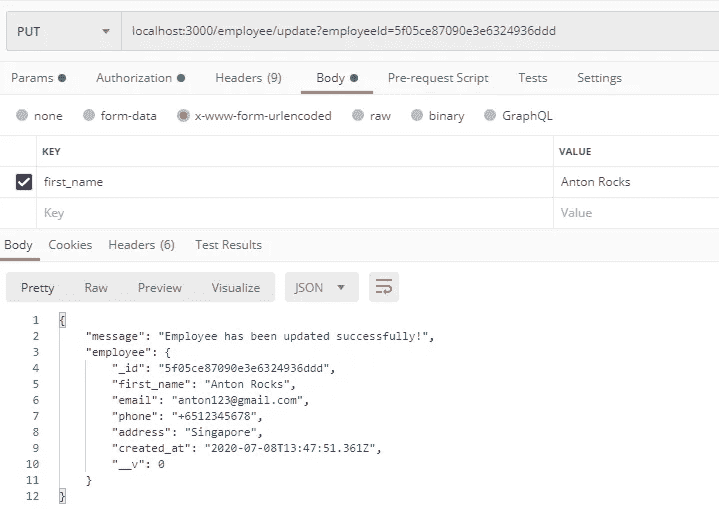 PUT localhost:3000/employee/update?employeeId=5f05ce87090e3e6324936ddd
Params Authorization Headers (9) Body Pre-request Script Tests Settings
none form-data x-www-form-urlencoded raw binary GraphQL
KEY VALUE
first_name Anton Rocks
Key Value
Body Cookies Headers (6) Test Results
Pretty Raw Preview Visualize JSON
1 {
2 "message": "Employee has been updated successfully!",
3 "employee": {
4 "_id": "5f05ce87090e3e6324936ddd",
5 "first_name": "Anton Rocks",
6 "email": "anton123@gmail.com",
7 "phone": "+6512345678",
8 "address": "Singapore",
9 "created_at": "2020-07-08T13:47:51.361Z",
10 "__v": 0
11 }
12 }